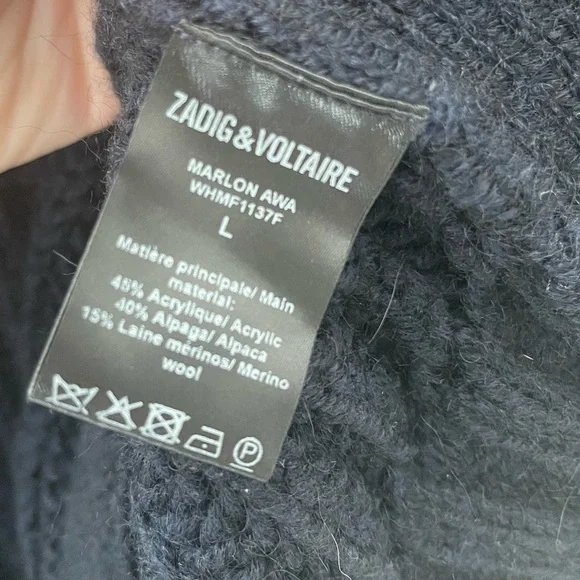 ZADIG&VOLTAIRE
MARLON AWA
WHMF1137F
L
Matière principale/ Main
material:
45% Acrylique/ Acrylic
40% Alpaga/ Alpaca
15% Laine mérinos/ Merino
wool
P